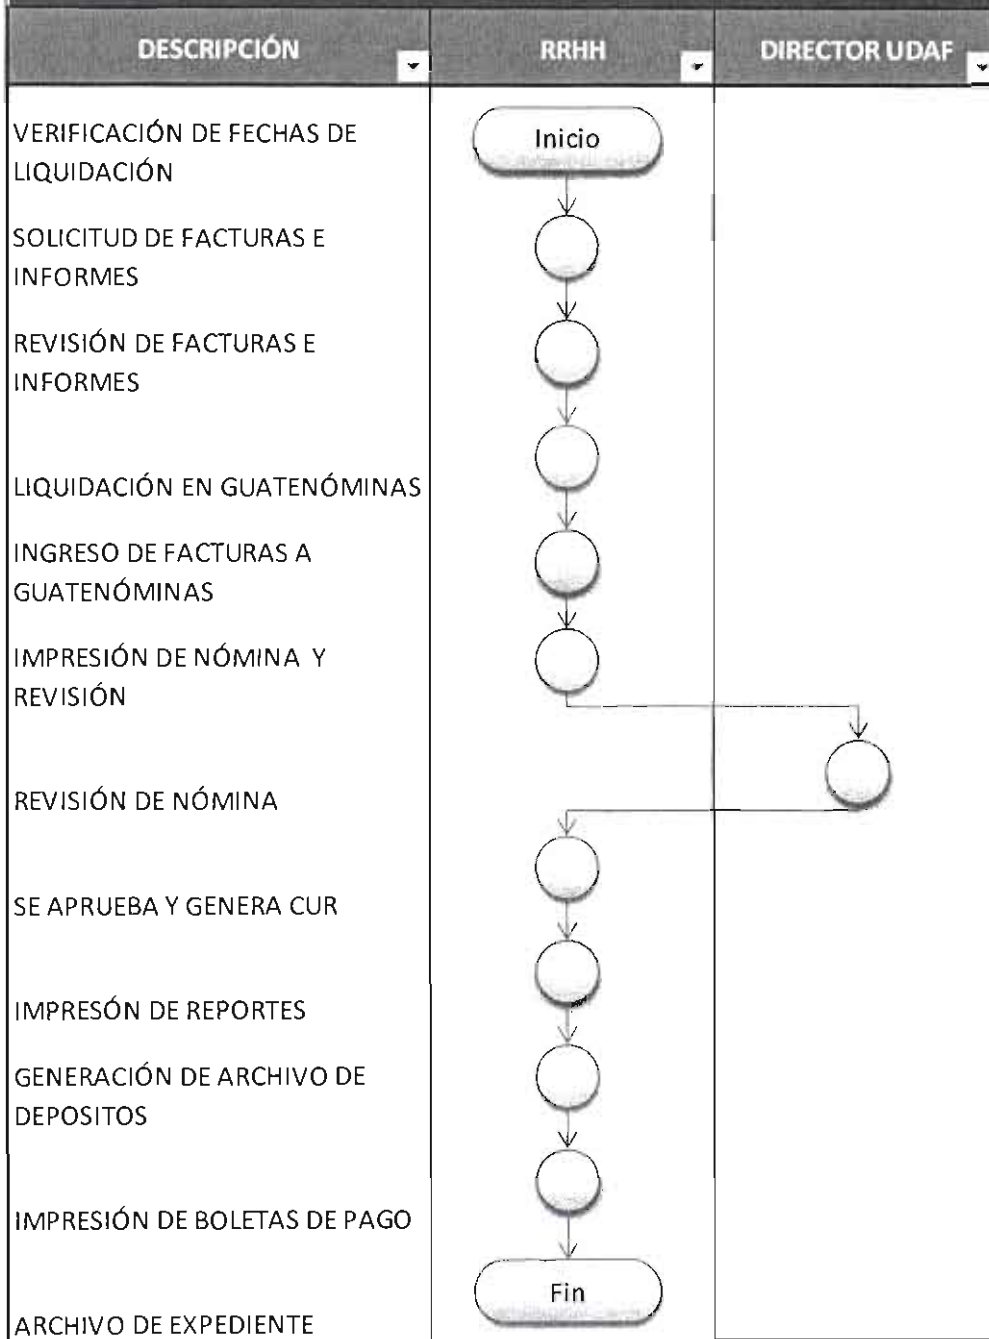 DESCRIPCIÓN RRHH DIRECTOR UDAF
VERIFICACIÓN DE FECHAS DE
LIQUIDACIÓN
Inicio
SOLICITUD DE FACTURAS E
INFORMES
REVISIÓN DE FACTURAS E
INFORMES
LIQUIDACIÓN EN GUATENÓMINAS
INGRESO DE FACTURAS A
GUATENÓMINAS
IMPRESIÓN DE NÓMINA Y
REVISIÓN
REVISIÓN DE NÓMINA
SE APRUEBA Y GENERA CUR
IMPRESÓN DE REPORTES
GENERACIÓN DE ARCHIVO DE
DEPOSITOS
IMPRESIÓN DE BOLETAS DE PAGO
Fin
ARCHIVO DE EXPEDIENTE